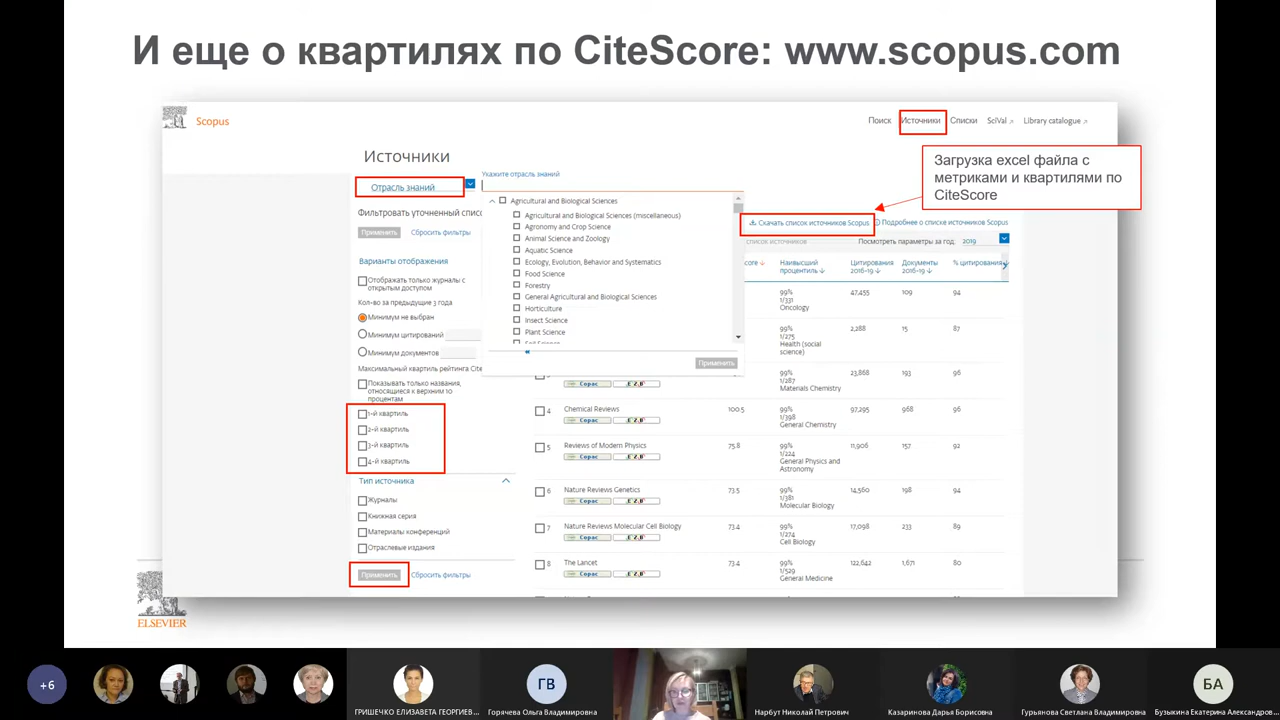 И еще о квартилях по CiteScore: www.scopus.com
Scopus
Поиск Источники Списки SciVal Library catalogue
Источники
Загрузка excel файла с
метриками и квартилями по
CiteScore
Отрасль знаний
Укажите отрасль знаний
Agricultural and Biological Sciences
Agricultural and Biological Sciences (miscellaneous)
Agronomy and Crop Science
Animal Science and Zoology
Aquatic Science
Ecology, Evolution, Behavior and Systematics
Food Science
Forestry
General Agricultural and Biological Sciences
Horticulture
Insect Science
Plant Science
Применить
Скачать список источников Scopus
Подробнее о списке источников Scopus
список источников
Посмотреть параметры за год: 2019
Фильтровать уточненный списс
Применить Сбросить фильтры
Варианты отображения
Отображать только журналы с
открытым доступом
Кол-во за предыдущие 3 года
Минимум не выбран
Минимум цитирований
Минимум документов
Максимальный квартиль рейтинга Cite
Показывать только названия,
относящиеся к верхним 10
процентам
1-й квартиль
2-й квартиль
3-й квартиль
4-й квартиль
Тип источника
Журналы
Книжная серия
Материалы конференций
Отраслевые издания
Применить Сбросить фильтры
core
Наивысший
процентиль
Цитирования
2016-19
Документы
2016-19
% цитирования
99%
1/331
Oncology
47,455 109 94
99%
1/275
Health (social
science)
2,288 15 87
99%
1/287
Materials Chemistry
23,868 193 96
Copac
4 Chemical Reviews 100.5
99%
1/398
General Chemistry
97,295 968 96
Copac
5 Reviews of Modern Physics 75.8
99%
1/224
General Physics and
Astronomy
11,906 157 92
Copac
6 Nature Reviews Genetics 73.5
99%
1/381
Molecular Biology
14,560 198 94
Copac
7 Nature Reviews Molecular Cell Biology 73.4
99%
1/274
Cell Biology
17,098 233 89
Copac
8 The Lancet 73.4
99%
1/529
General Medicine
122,642 1,671 80
Copac
ELSEVIER
+6
ГВ
БА
ГРИШЕЧКО ЕЛИЗАВЕТА ГЕОРГИЕВ...
Горячева Ольга Владимировна
Нарбут Николай Петрович
Казаринова Дарья Борисовна
Гурьянова Светлана Владимировна
Бузыкина Екатерина Александров